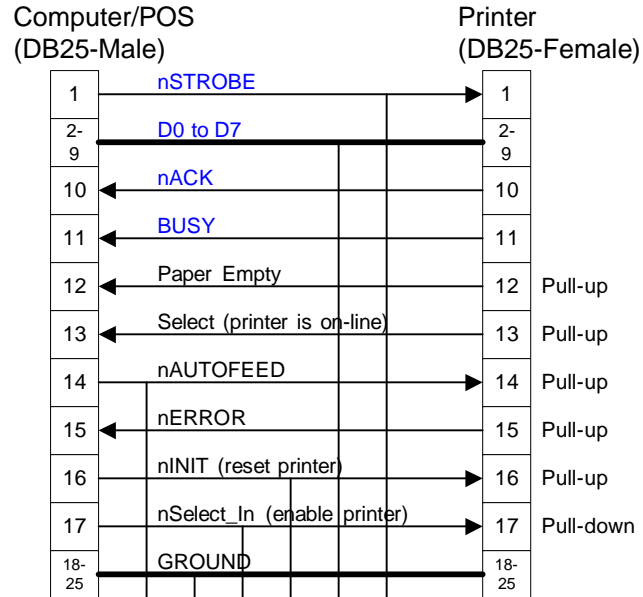 Computer/POS Printer
(DB25-Male) (DB25-Female)
1 nSTROBE 1
2- D0 to D7 2-
9 9
10 nACK 10
11 BUSY 11
12 Paper Empty 12 Pull-up
13 Select (printer is on-line) 13 Pull-up
14 nAUTOFEED 14 Pull-up
15 nERROR 15 Pull-up
16 nINIT (reset printer) 16 Pull-up
17 nSelect_In (enable printer) 17 Pull-down
18- GROUND 18-
25 25